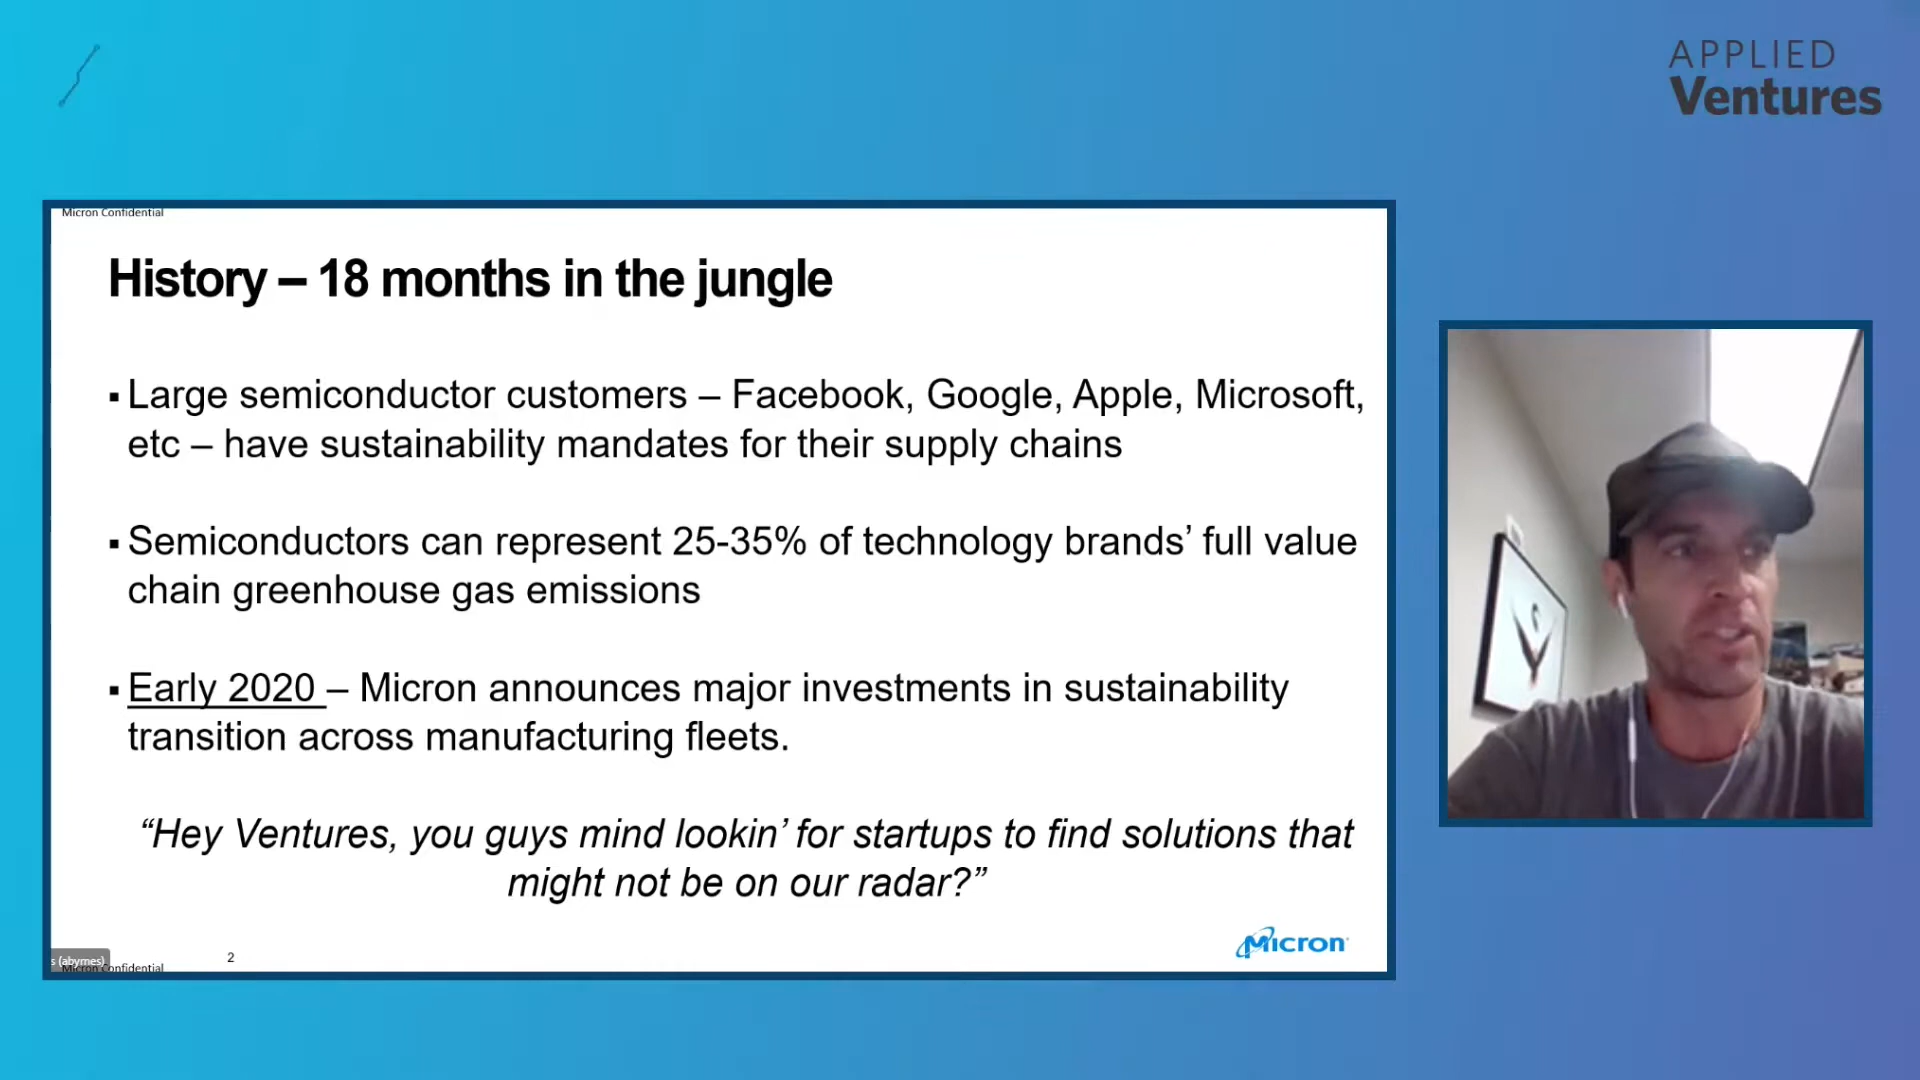 APPLIED
Ventures
Micron Confidential
History – 18 months in the jungle
▪ Large semiconductor customers – Facebook, Google, Apple, Microsoft,
etc – have sustainability mandates for their supply chains
▪ Semiconductors can represent 25-35% of technology brands’ full value
chain greenhouse gas emissions
▪ Early 2020 – Micron announces major investments in sustainability
transition across manufacturing fleets.
“Hey Ventures, you guys mind lookin’ for startups to find solutions that
might not be on our radar?”
Micron
s (abymes)
Micron Confidential
2